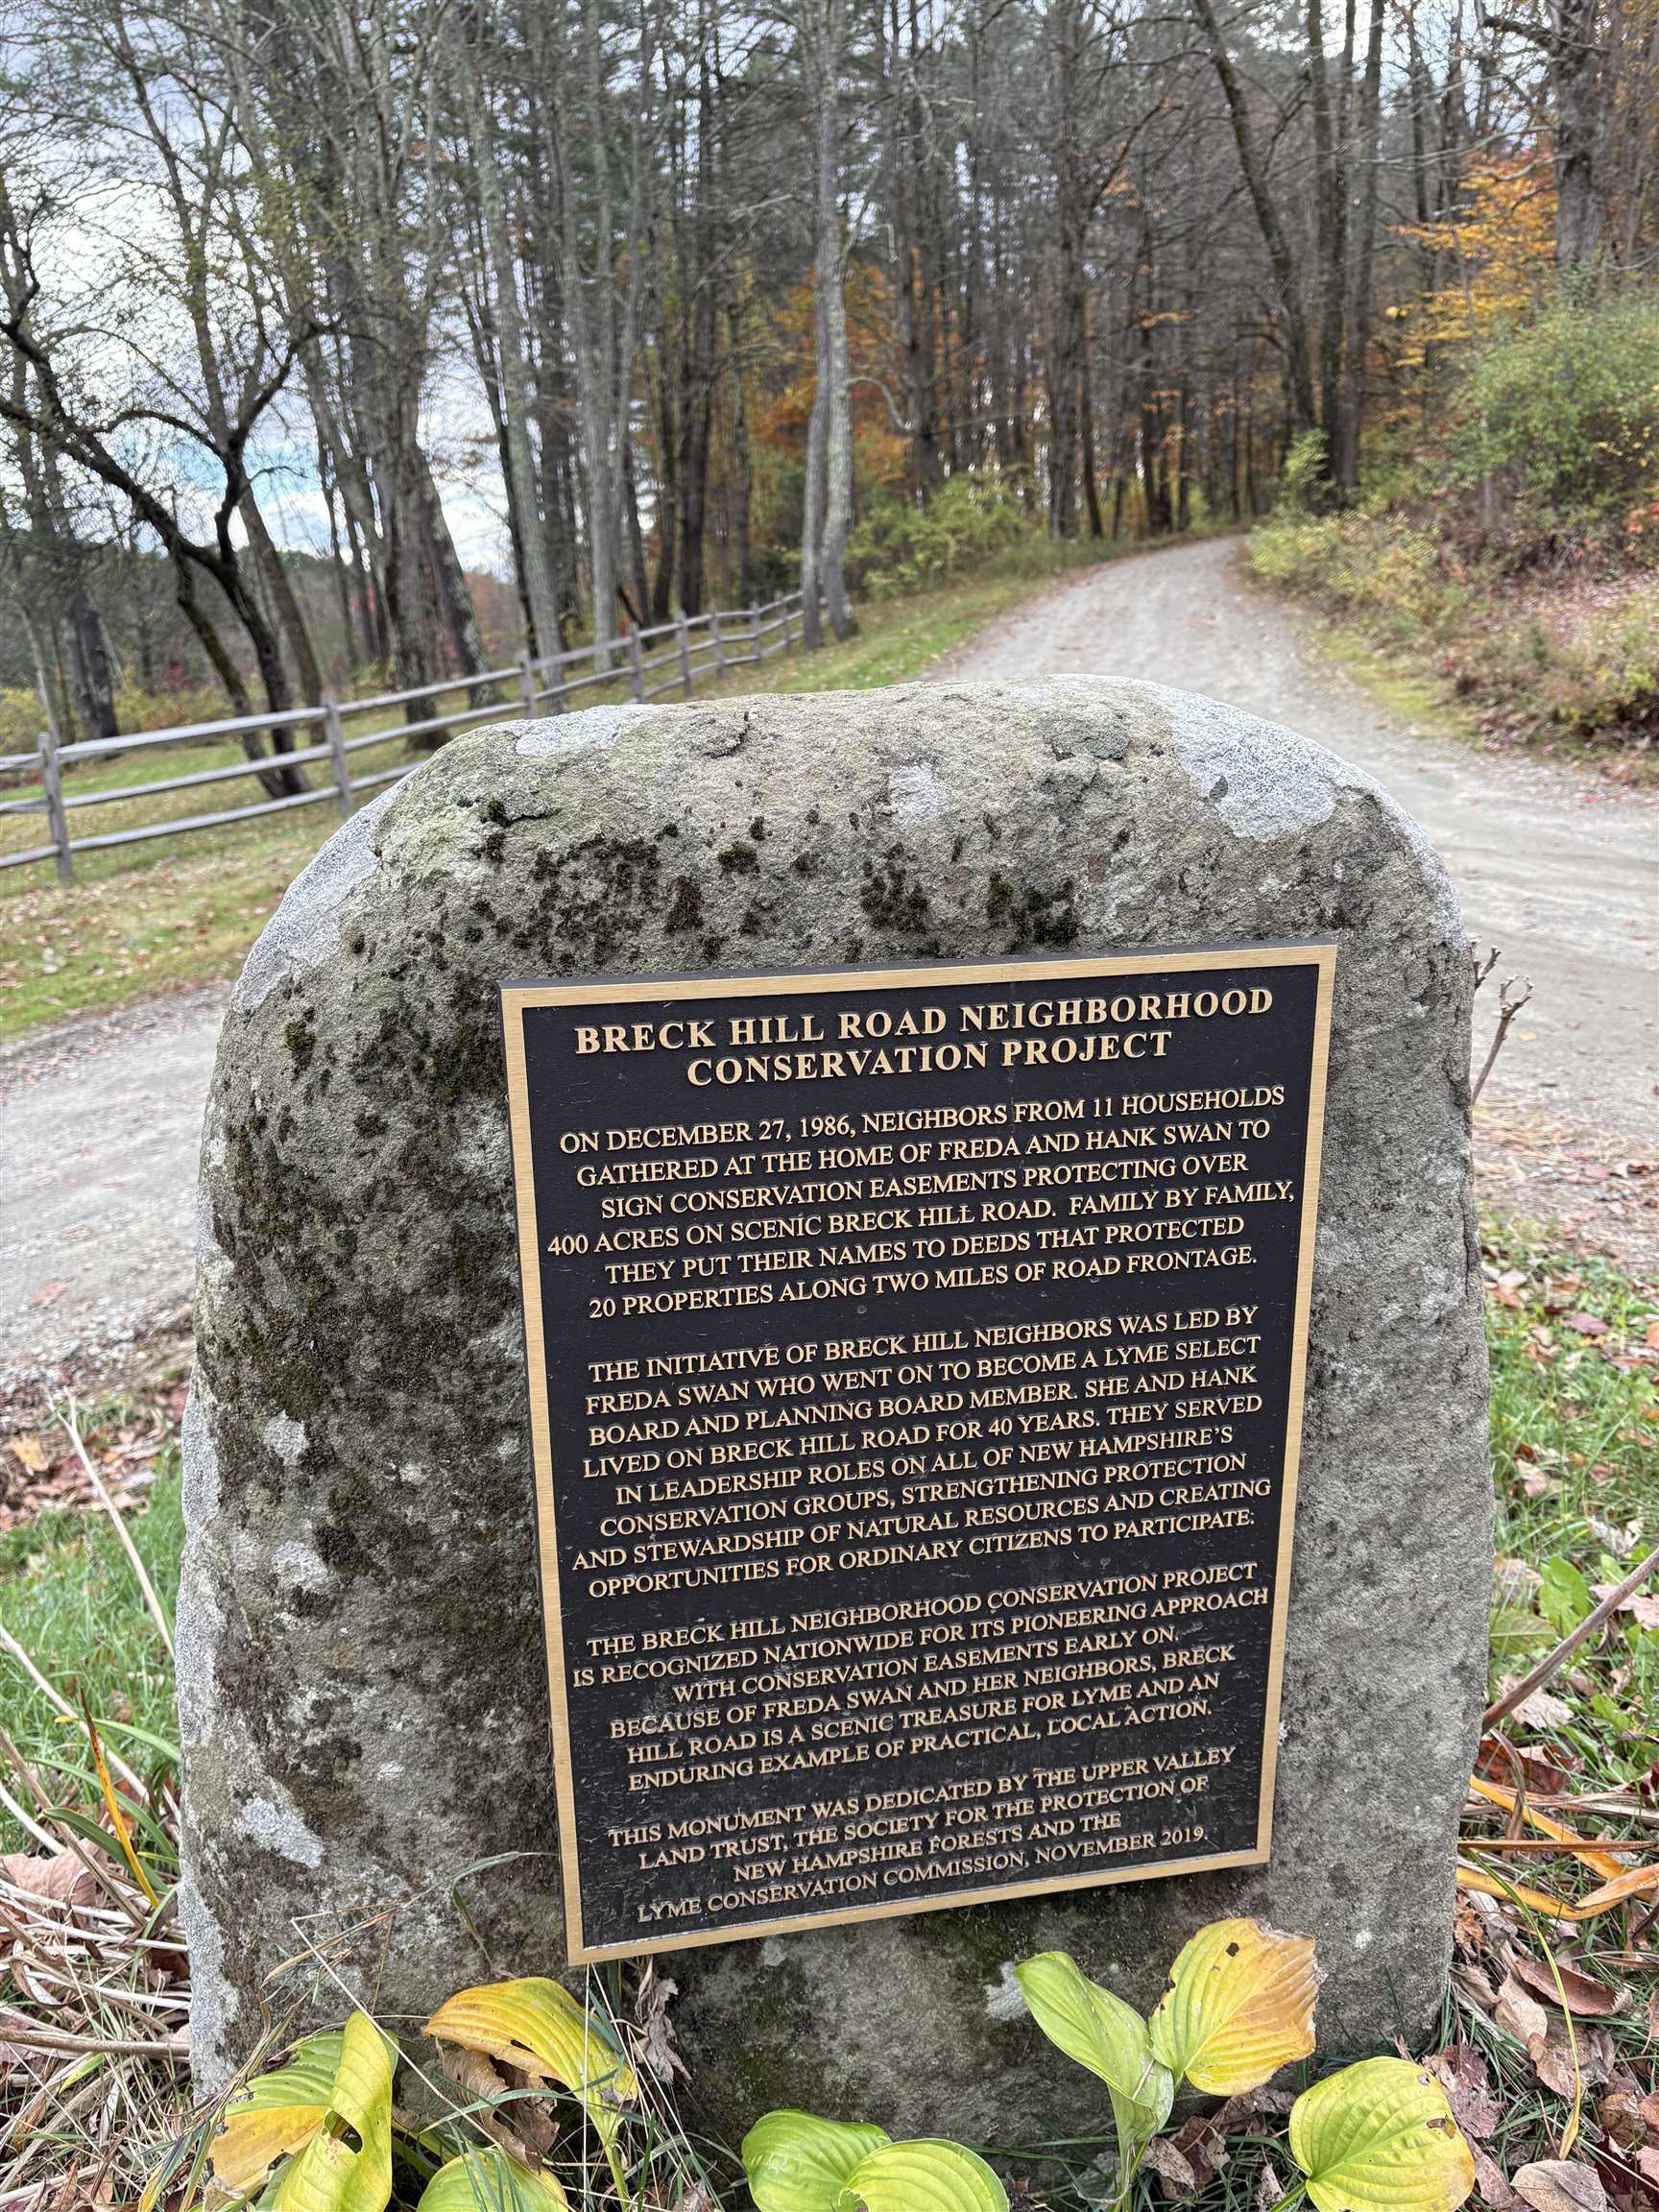 BRECK HILL ROAD NEIGHBORHOOD
CONSERVATION PROJECT
ON DECEMBER 27, 1986, NEIGHBORS FROM 11 HOUSEHOLDS
GATHERED AT THE HOME OF FREDA AND HANK SWAN TO
SIGN CONSERVATION EASEMENTS PROTECTING OVER
400 ACRES ON SCENIC BRECK HILL ROAD. FAMILY BY FAMILY,
THEY PUT THEIR NAMES TO DEEDS THAT PROTECTED
20 PROPERTIES ALONG TWO MILES OF ROAD FRONTAGE.
THE INITIATIVE OF BRECK HILL NEIGHBORS WAS LED BY
FREDA SWAN WHO WENT ON TO BECOME A LYME SELECT
BOARD AND PLANNING BOARD MEMBER. SHE AND HANK
LIVED ON BRECK HILL ROAD FOR 40 YEARS. THEY SERVED
IN LEADERSHIP ROLES ON ALL OF NEW HAMPSHIRE'S
CONSERVATION GROUPS, STRENGTHENING PROTECTION
AND STEWARDSHIP OF NATURAL RESOURCES AND CREATING
OPPORTUNITIES FOR ORDINARY CITIZENS TO PARTICIPATE.
THE BRECK HILL NEIGHBORHOOD CONSERVATION PROJECT
IS RECOGNIZED NATIONWIDE FOR ITS PIONEERING APPROACH
WITH CONSERVATION EASEMENTS EARLY ON.
BECAUSE OF FREDA SWAN AND HER NEIGHBORS, BRECK
HILL ROAD IS A SCENIC TREASURE FOR LYME AND AN
ENDURING EXAMPLE OF PRACTICAL, LOCAL ACTION.
THIS MONUMENT WAS DEDICATED BY THE UPPER VALLEY
LAND TRUST, THE SOCIETY FOR THE PROTECTION OF
NEW HAMPSHIRE FORESTS AND THE
LYME CONSERVATION COMMISSION, NOVEMBER 2019.